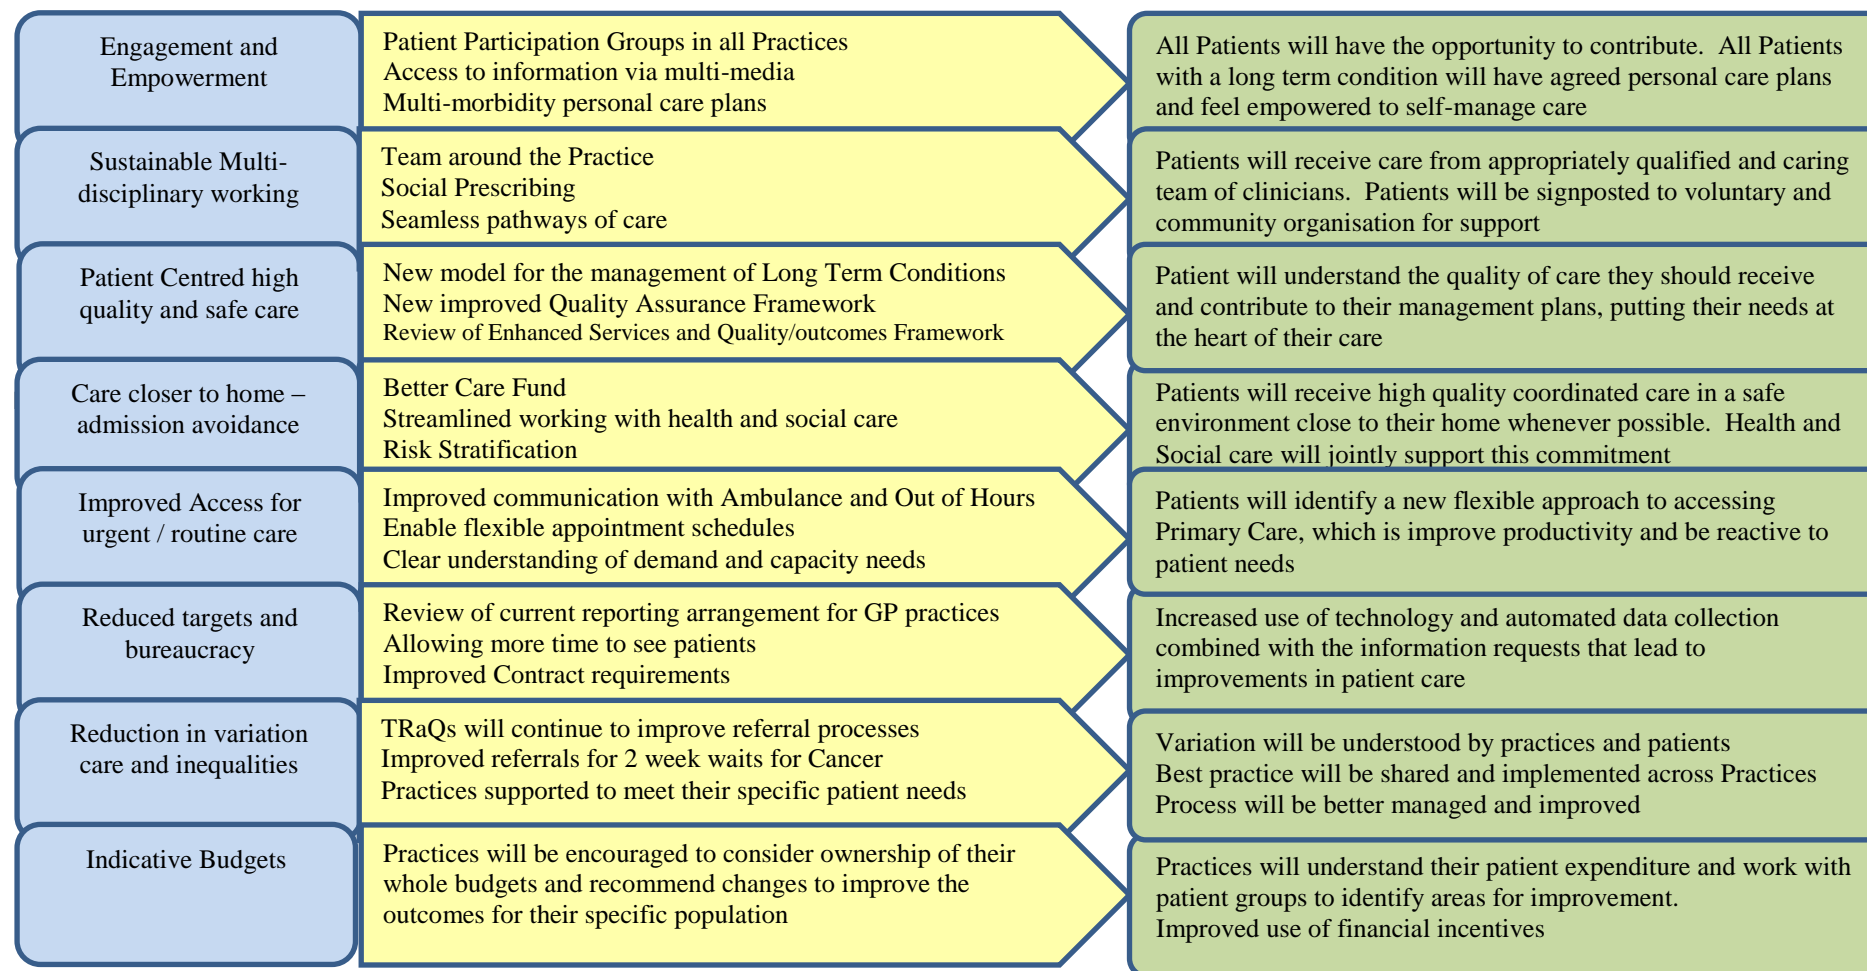 Engagement and
Empowerment
Patient Participation Groups in all Practices
Access to information via multi-media
Multi-morbidity personal care plans
All Patients will have the opportunity to contribute.  All Patients
with a long term condition will have agreed personal care plans
and feel empowered to self-manage care
Sustainable Multi-
disciplinary working
Team around the Practice
Social Prescribing
Seamless pathways of care
Patients will receive care from appropriately qualified and caring
team of clinicians.  Patients will be signposted to voluntary and
community organisation for support
Patient Centred high
quality and safe care
New model for the management of Long Term Conditions
New improved Quality Assurance Framework
Review of Enhanced Services and Quality/outcomes Framework
Patient will understand the quality of care they should receive
and contribute to their management plans, putting their needs at
the heart of their care
Care closer to home –
admission avoidance
Better Care Fund
Streamlined working with health and social care
Risk Stratification
Patients will receive high quality coordinated care in a safe
environment close to their home whenever possible.  Health and
Social care will jointly support this commitment
Improved Access for
urgent / routine care
Improved communication with Ambulance and Out of Hours
Enable flexible appointment schedules
Clear understanding of demand and capacity needs
Patients will identify a new flexible approach to accessing
Primary Care, which is improve productivity and be reactive to
patient needs
Reduced targets and
bureaucracy
Review of current reporting arrangement for GP practices
Allowing more time to see patients
Improved Contract requirements
Increased use of technology and automated data collection
combined with the information requests that lead to
improvements in patient care
Reduction in variation
care and inequalities
TRaQs will continue to improve referral processes
Improved referrals for 2 week waits for Cancer
Practices supported to meet their specific patient needs
Variation will be understood by practices and patients
Best practice will be shared and implemented across Practices
Process will be better managed and improved
Indicative Budgets
Practices will be encouraged to consider ownership of their
whole budgets and recommend changes to improve the
outcomes for their specific population
Practices will understand their patient expenditure and work with
patient groups to identify areas for improvement.
Improved use of financial incentives